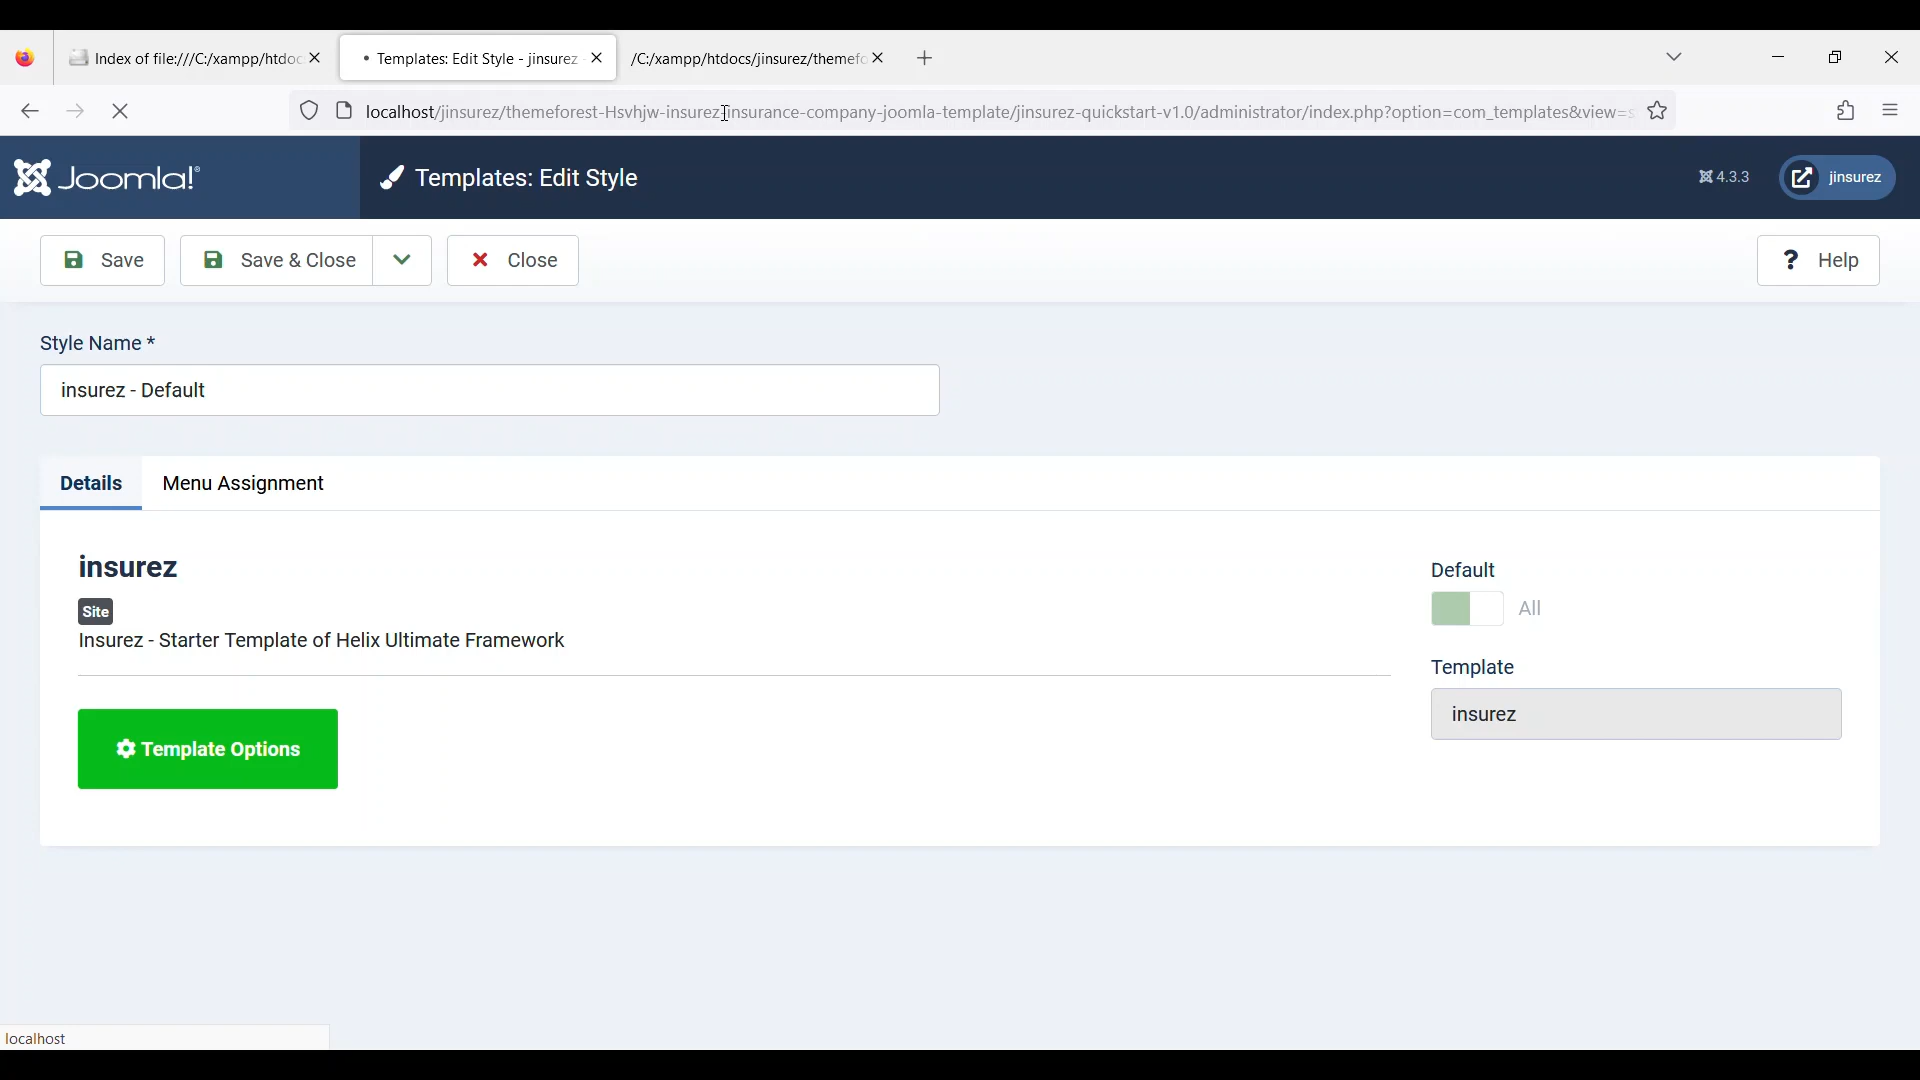 Index of file:///C:/xampp/htdoc
Templates: Edit Style - jinsurez
/C:/xampp/htdocs/jinsurez/themefo
localhost/jinsurez/themeforest-Hsvhjw-insurez-insurance-company-joomla-template/jinsurez-quickstart-v1.0/administrator/index.php?option=com_templates&view=s
Joomla!®
Templates: Edit Style
4.3.3
jinsurez
Save
Save & Close
Close
? Help
Style Name *
insurez - Default
Details
Menu Assignment
insurez
Site
Insurez - Starter Template of Helix Ultimate Framework
Template Options
Default
All
Template
insurez
localhost